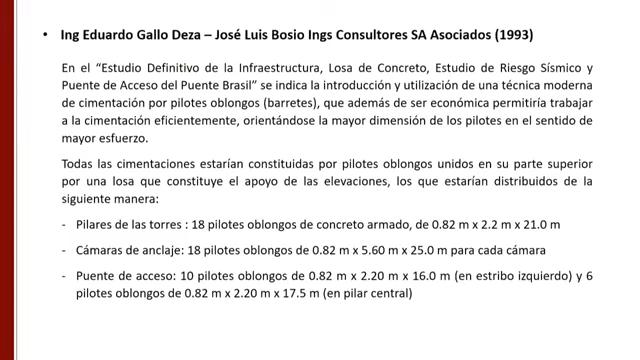 • Ing Eduardo Gallo Deza – José Luis Bosio Ings Consultores SA Asociados (1993)
En el “Estudio Definitivo de la Infraestructura, Losa de Concreto, Estudio de Riesgo Sísmico y
Puente de Acceso del Puente Brasil” se indica la introducción y utilización de una técnica moderna
de cimentación por pilotes oblongos (barretes), que además de ser económica permitiría trabajar
a la cimentación eficientemente, orientándose la mayor dimensión de los pilotes en el sentido de
mayor esfuerzo.
Todas las cimentaciones estarían constituidas por pilotes oblongos unidos en su parte superior
por una losa que constituye el apoyo de las elevaciones, los que estarían distribuidos de la
siguiente manera:
- Pilares de las torres : 18 pilotes oblongos de concreto armado, de 0.82 m x 2.2 m x 21.0 m
- Cámaras de anclaje: 18 pilotes oblongos de 0.82 m x 5.60 m x 25.0 m para cada cámara
- Puente de acceso: 10 pilotes oblongos de 0.82 m x 2.20 m x 16.0 m (en estribo izquierdo) y 6
pilotes oblongos de 0.82 m x 2.20 m x 17.5 m (en pilar central)